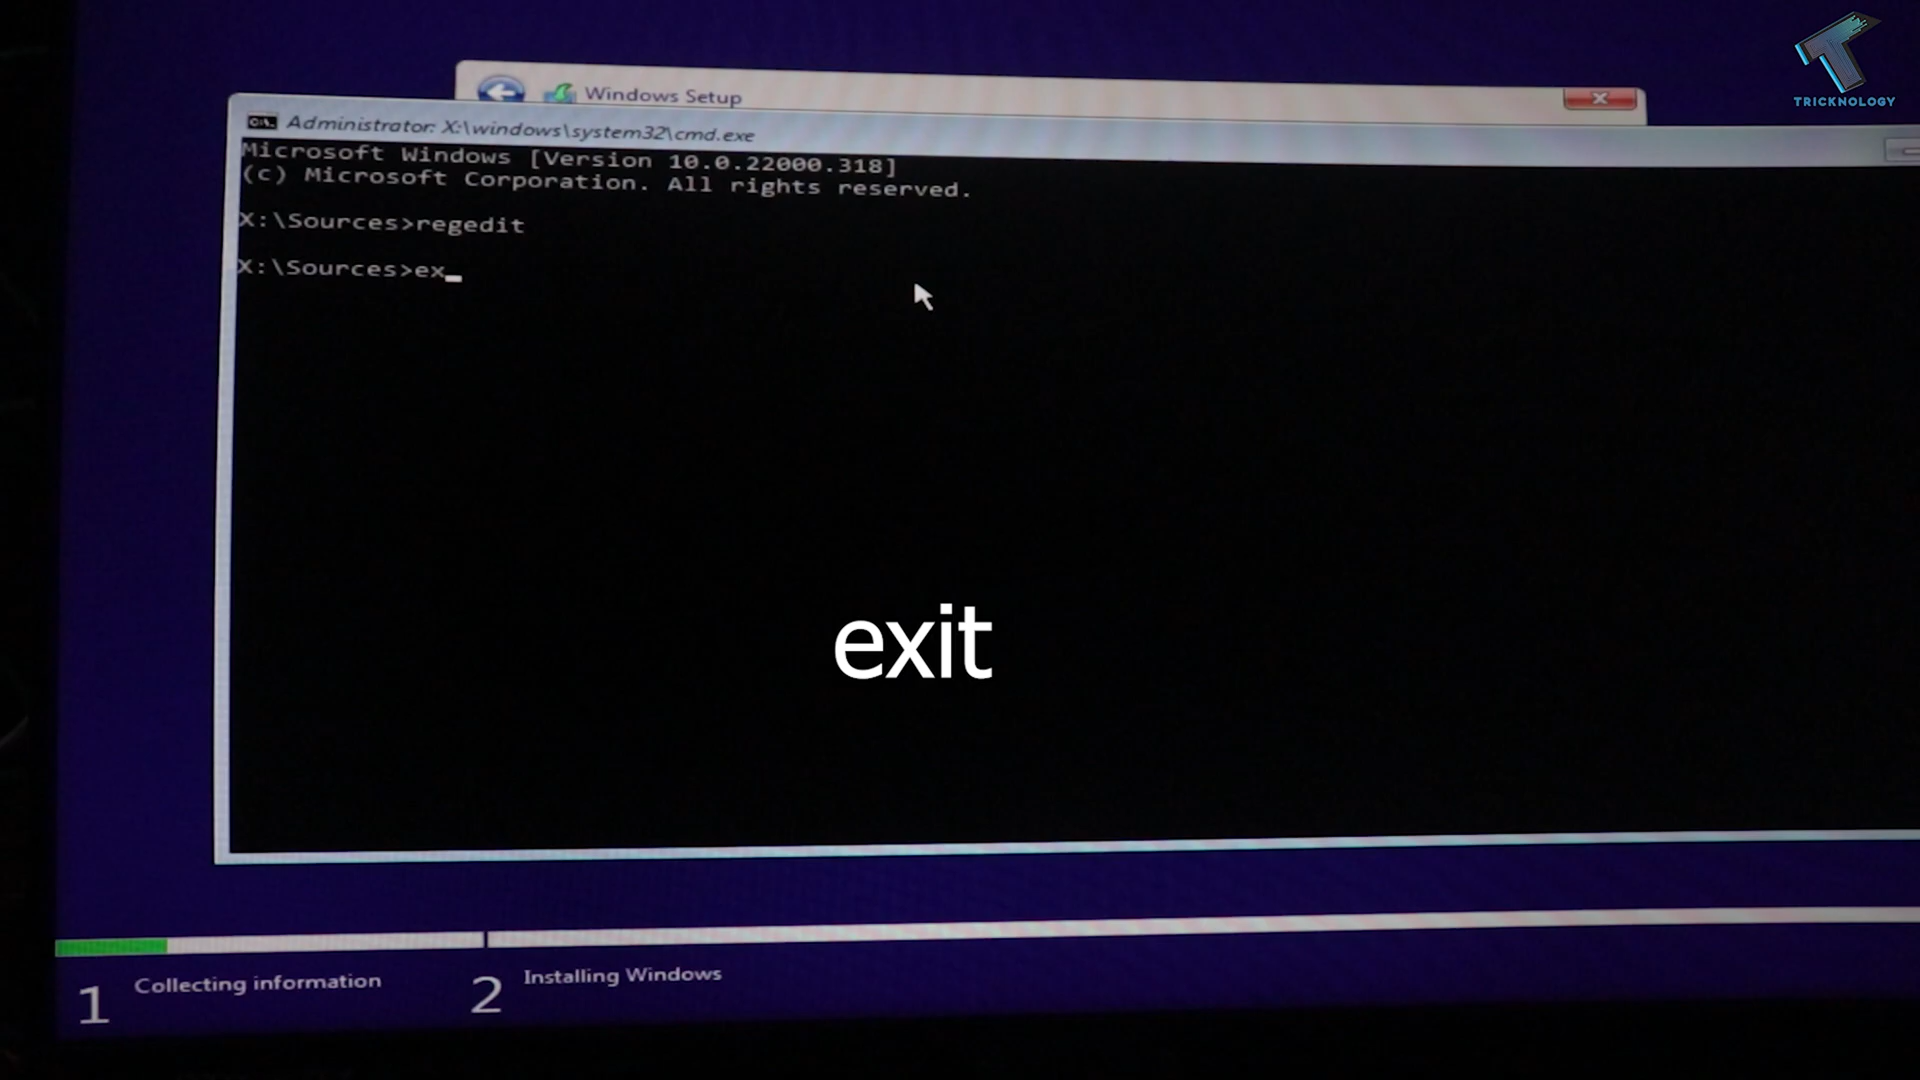 TRICKNOLOGY
Windows Setup
Administrator: X:\windows\system32\cmd.exe
Microsoft Windows [Version 10.0.22000.318]
(c) Microsoft Corporation. All rights reserved.
X:\Sources>regedit
X:\Sources>ex_
exit
1 Collecting information
2 Installing Windows